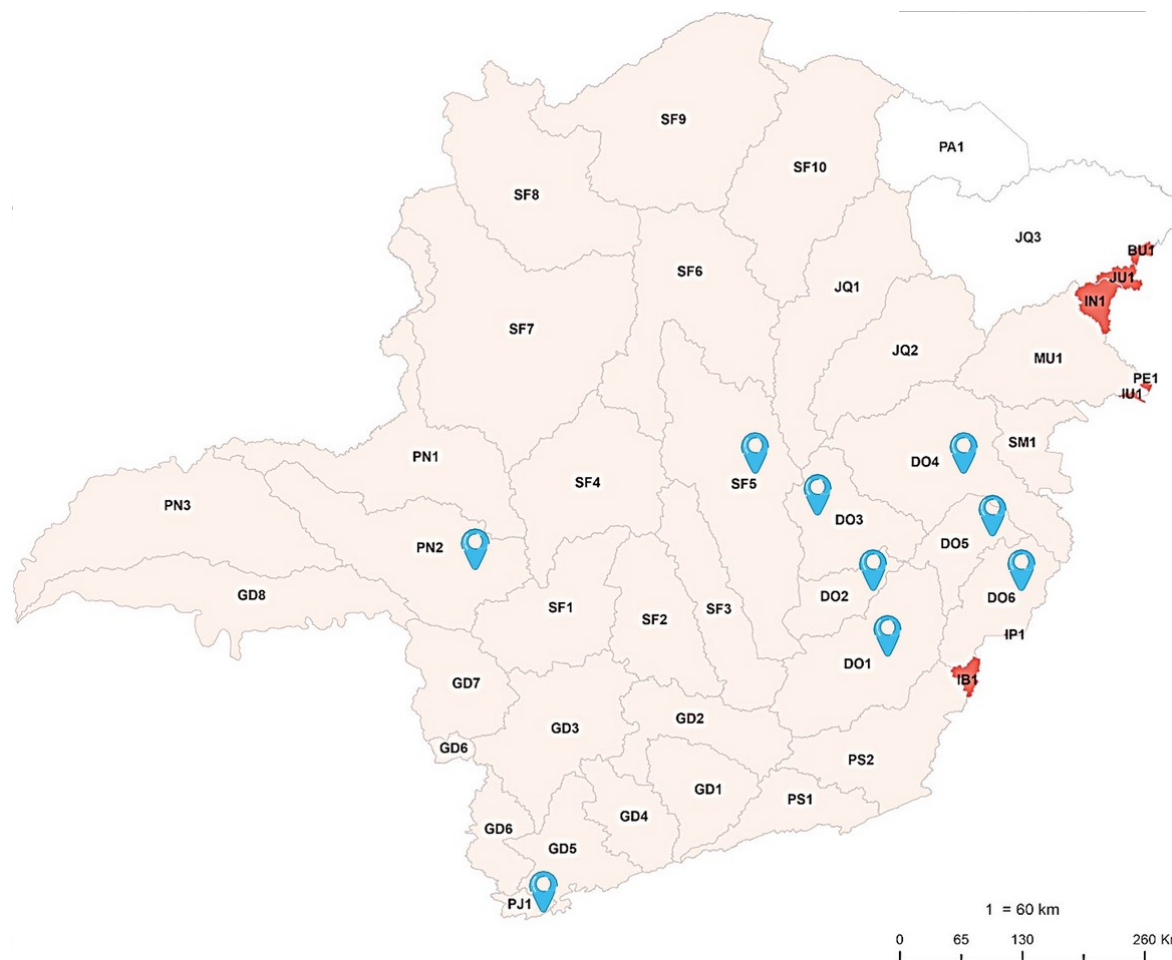 SF9
PA1
SF10
SF8
JQ3
BU1
SF6
JU1
JQ1
IN1
SF7
JQ2
MU1
PE1
IU1
SM1
PN1
DO4
SF4
SF5
PN3
DO3
PN2
DO5
GD8
DO2
DO6
SF1
SF3
SF2
IP1
DO1
IB1
GD7
GD2
GD3
GD6
PS2
GD1
PS1
GD4
GD6
GD5
PJ1
1 = 60 km
0 65 130 260 K